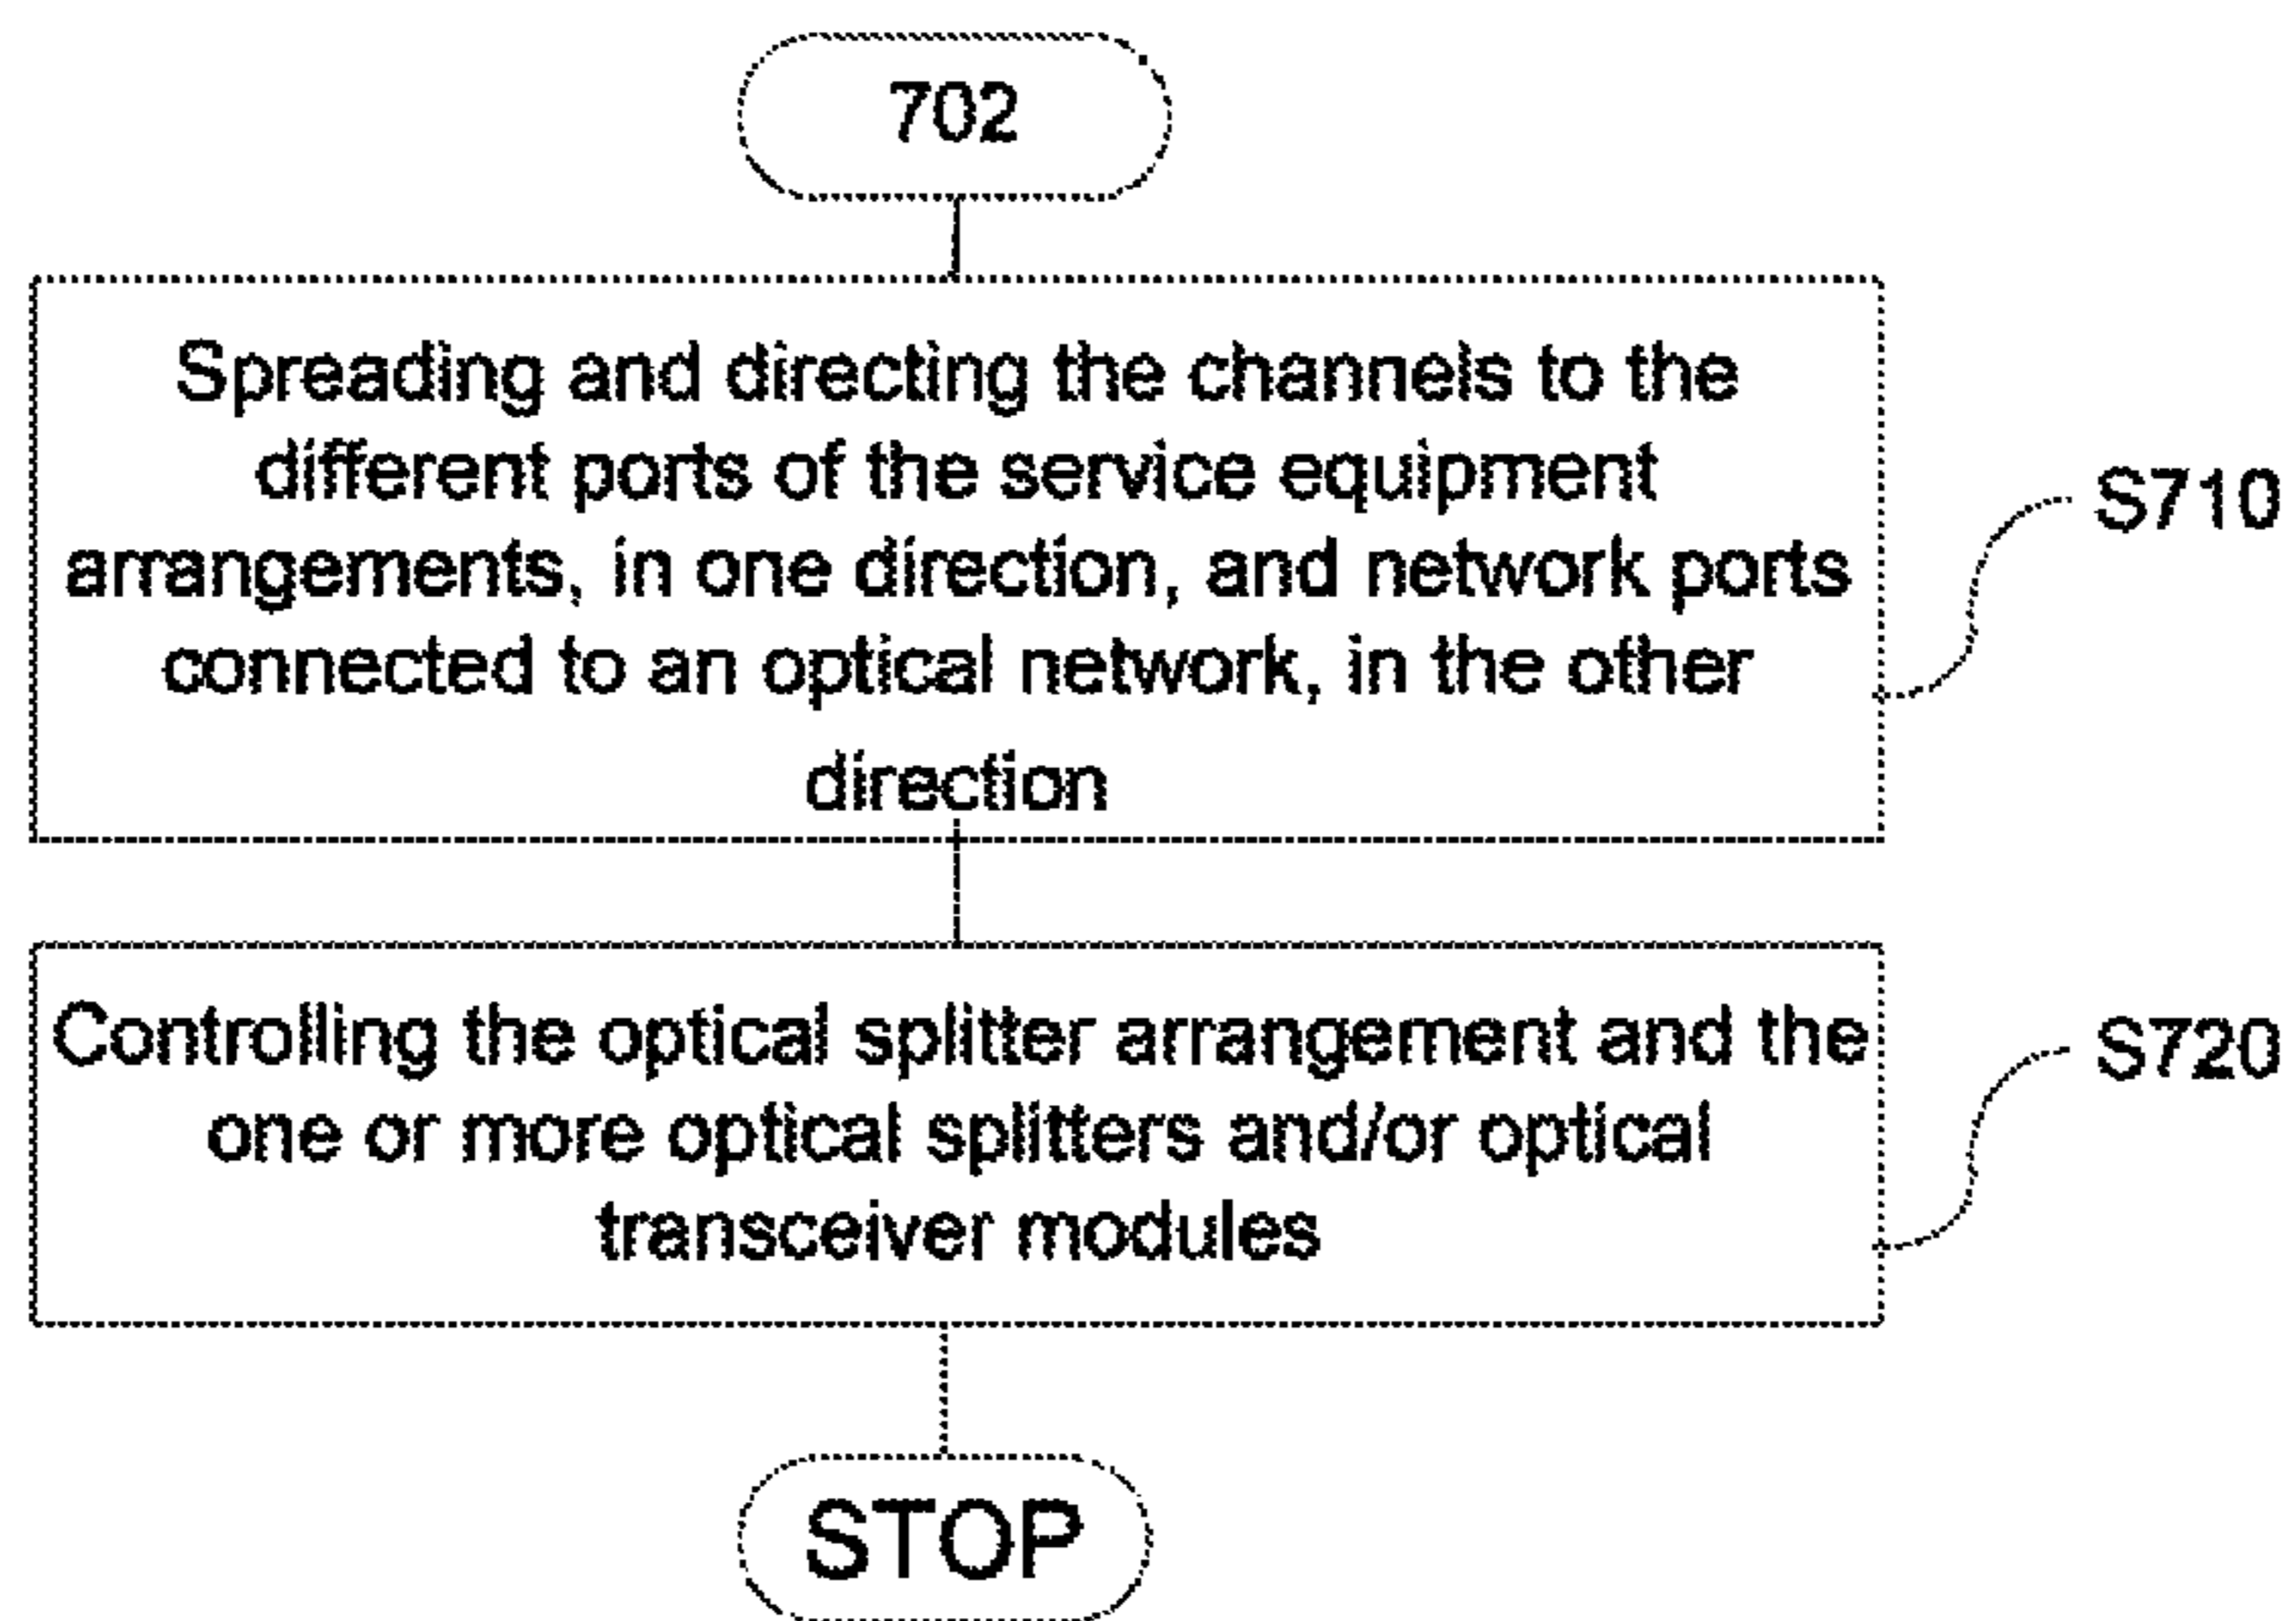 702
Spreading and directing the channels to the
different ports of the service equipment
arrangements, in one direction, and network ports
connected to an optical network, in the other
direction
S710
Controlling the optical splitter arrangement and the
one or more optical splitters and/or optical
transceiver modules
S720
STOP